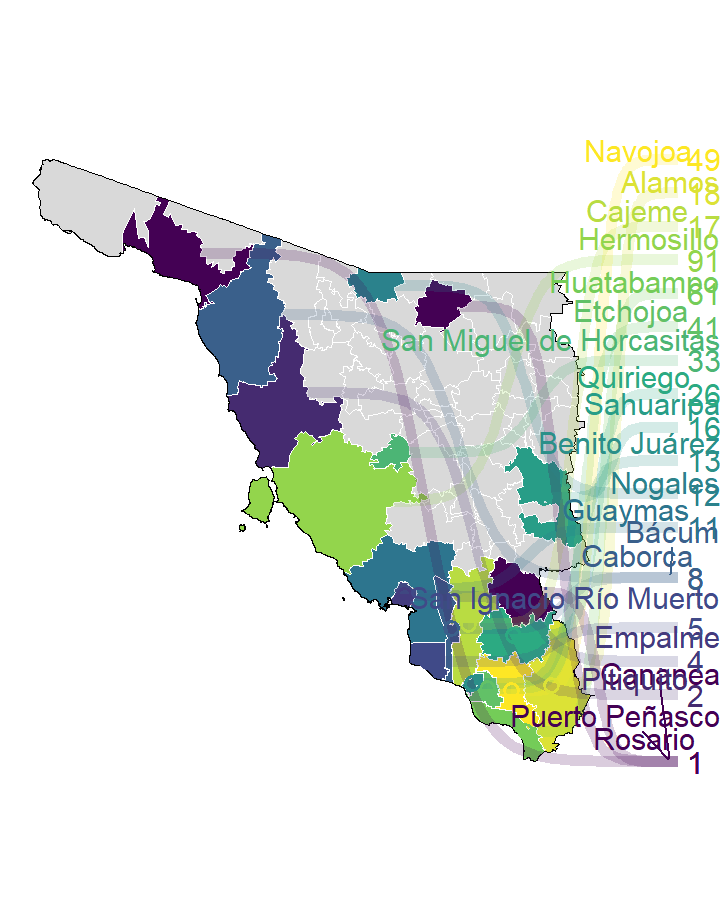 Navojoa
49
Alamos
18
Cajeme
17
Hermosillo
91
Huatabampo
61
Etchojoa
41
San Miguel de Horcasitas
33
Quiriego
26
Sahuaripa
16
Benito Juárez
13
Nogales
12
Guaymas
11
Bácum
Caborca
8
San Ignacio Río Muerto
5
Empalme
4
Cananea
Pitiquito
2
Puerto Peñasco
Rosario
1